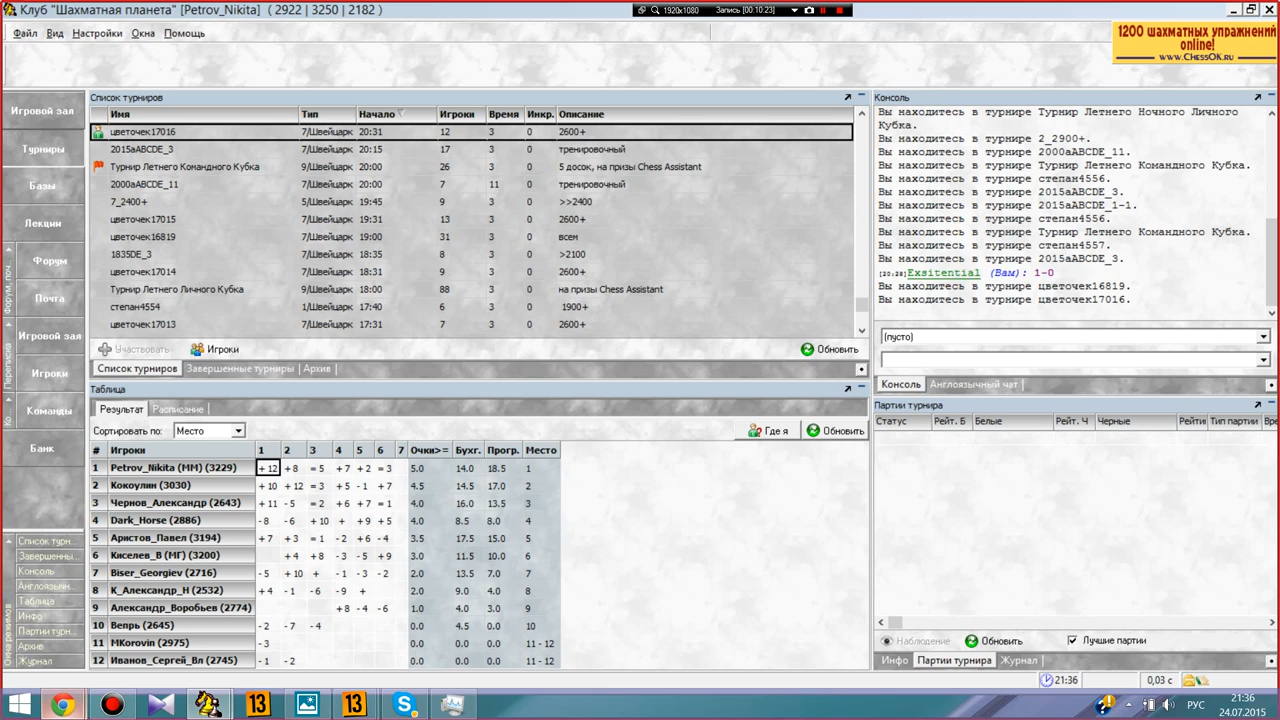 Клуб "Шахматная планета" [Petrov_Nikita] ( 2922 | 3250 | 2182 )
1920x1080 Запись [00:10:23]
Файл Вид Настройки Окна Помощь
1200 шахматных упражнений
online!
www.ChessOK.ru
Игровой зал
Турниры
Базы
Лекции
Форум
Почта
Игровой зал
Игроки
Команды
Банк
Форум, поч...
Переписка
Ко...
Список турн...
Завершенны...
Консоль
Англоязычн...
Таблица
Инфо
Партии турн...
Архив
Журнал
Окна режимов
Список турниров
Имя Тип Начало Игроки Время Инкр. Описание
цветочек17016 7/Швейцарк 20:31 12 3 0 2600+
2015aABCDE_3 7/Швейцарк 20:15 17 3 0 тренировочный
Турнир Летнего Командного Кубка 9/Швейцарк 20:00 26 3 0 5 досок, на призы Chess Assistant
2000aABCDE_11 7/Швейцарк 20:00 7 11 0 тренировочный
7_2400+ 5/Швейцарк 19:45 9 3 0 >>2400
цветочек17015 7/Швейцарк 19:31 13 3 0 2600+
цветочек16819 7/Швейцарк 19:00 31 3 0 всем
1835DE_3 7/Швейцарк 18:35 8 3 0 >2100
цветочек17014 7/Швейцарк 18:31 9 3 0 2600+
Турнир Летнего Личного Кубка 9/Швейцарк 18:00 88 3 0 на призы Chess Assistant
степан4554 1/Швейцарк 17:40 6 3 0 1900+
цветочек17013 7/Швейцарк 17:31 7 3 0 2600+
Участвовать Игроки Обновить
Список турниров Завершенные турниры Архив
Таблица
Результат Расписание
Сортировать по: Место Где я Обновить
# Игроки 1 2 3 4 5 6 7 Очки>= Бухг. Прогр. Место
1 Petrov_Nikita (ММ) (3229) + 12 + 8 = 5 + 7 + 2 = 3 5.0 14.0 18.5 1
2 Кокоулин (3030) + 10 + 12 = 3 + 5 - 1 + 7 4.5 14.5 17.0 2
3 Чернов_Александр (2643) + 11 - 5 = 2 + 6 + 7 = 1 4.0 16.0 13.5 3
4 Dark_Horse (2886) - 8 - 6 + 10 + + 9 + 5 4.0 8.5 8.0 4
5 Аристов_Павел (3194) + 7 + 3 = 1 - 2 + 6 - 4 3.5 17.5 15.0 5
6 Киселев_В (МГ) (3200) + 4 + 8 - 3 - 5 + 9 3.0 11.5 10.0 6
7 Biser_Georgiev (2716) - 5 + 10 + - 1 - 3 - 2 2.0 13.5 7.0 7
8 К_Александр_Н (2532) + 4 - 1 - 6 - 9 + 2.0 9.0 4.0 8
9 Александр_Воробьев (2774) + 8 - 4 - 6 1.0 4.0 3.0 9
10 Вепрь (2645) - 2 - 7 - 4 0.0 4.5 0.0 10
11 MKorovin (2975) - 3 0.0 0.0 0.0 11 - 12
12 Иванов_Сергей_Вл (2745) - 1 - 2 0.0 0.0 0.0 11 - 12
Консоль
Вы находитесь в турнире Турнир Летнего Ночного Личного
Кубка.
Вы находитесь в турнире 2_2900+.
Вы находитесь в турнире 2000aABCDE_11.
Вы находитесь в турнире Турнир Летнего Командного Кубка.
Вы находитесь в турнире степан4556.
Вы находитесь в турнире 2015aABCDE_3.
Вы находитесь в турнире 2015aABCDE_1-1.
Вы находитесь в турнире степан4556.
Вы находитесь в турнире Турнир Летнего Командного Кубка.
Вы находитесь в турнире степан4557.
Вы находитесь в турнире 2015aABCDE_3.
[20:28]Exsitential (Вам): 1-0
Вы находитесь в турнире цветочек16819.
Вы находитесь в турнире цветочек17016.
(пусто)
Консоль Англоязычный чат
Партии турнира
Статус Рейт. Б Белые Рейт. Ч Черные Рейти Тип партии Вре
Наблюдение Обновить Лучшие партии
Инфо Партии турнира Журнал
21:36 0,03 с
13 13
РУС
21:36
24.07.2015